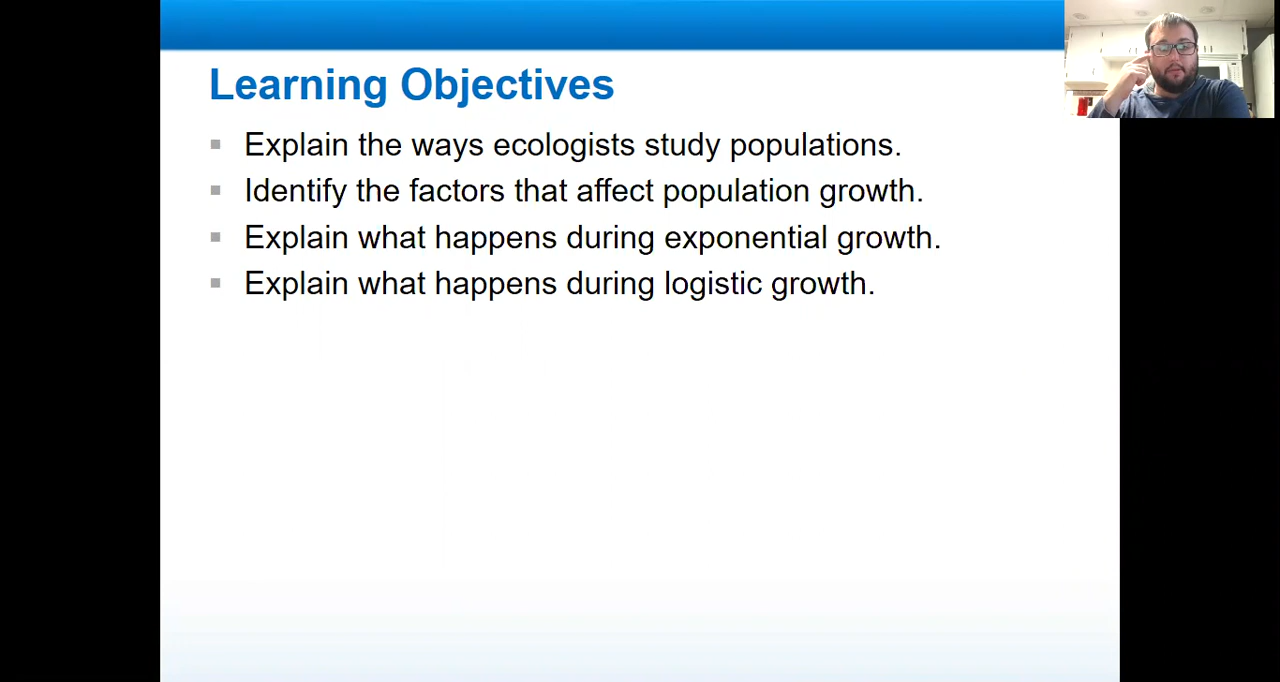 Learning Objectives
Explain the ways ecologists study populations.
Identify the factors that affect population growth.
Explain what happens during exponential growth.
Explain what happens during logistic growth.